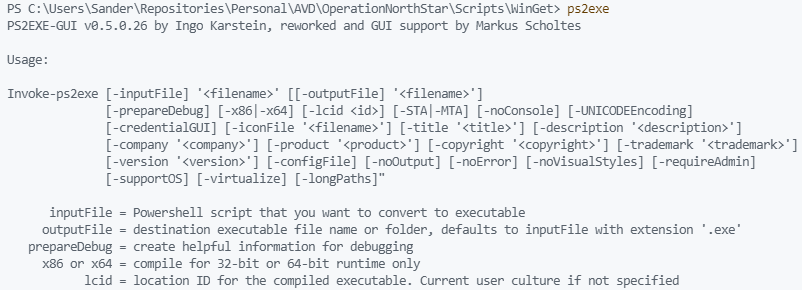 PS C:\Users\Sander\Repositories\Personal\AVD\OperationNorthStar\Scripts\WinGet> ps2exe
PS2EXE-GUI v0.5.0.26 by Ingo Karstein, reworked and GUI support by Markus Scholtes
Usage:
Invoke-ps2exe [-inputFile] '<filename>' [[-outputFile] '<filename>']
[-prepareDebug] [-x86|-x64] [-lcid <id>] [-STA|-MTA] [-noConsole] [-UNICODEEncoding]
[-credentialGUI] [-iconFile '<filename>'] [-title '<title>'] [-description '<description>']
[-company '<company>'] [-product '<product>'] [-copyright '<copyright>'] [-trademark '<trademark>']
[-version '<version>'] [-configFile] [-noOutput] [-noError] [-noVisualStyles] [-requireAdmin]
[-supportOS] [-virtualize] [-longPaths]"
inputFile = Powershell script that you want to convert to executable
outputFile = destination executable file name or folder, defaults to inputFile with extension '.exe'
prepareDebug = create helpful information for debugging
x86 or x64 = compile for 32-bit or 64-bit runtime only
lcid = location ID for the compiled executable. Current user culture if not specified